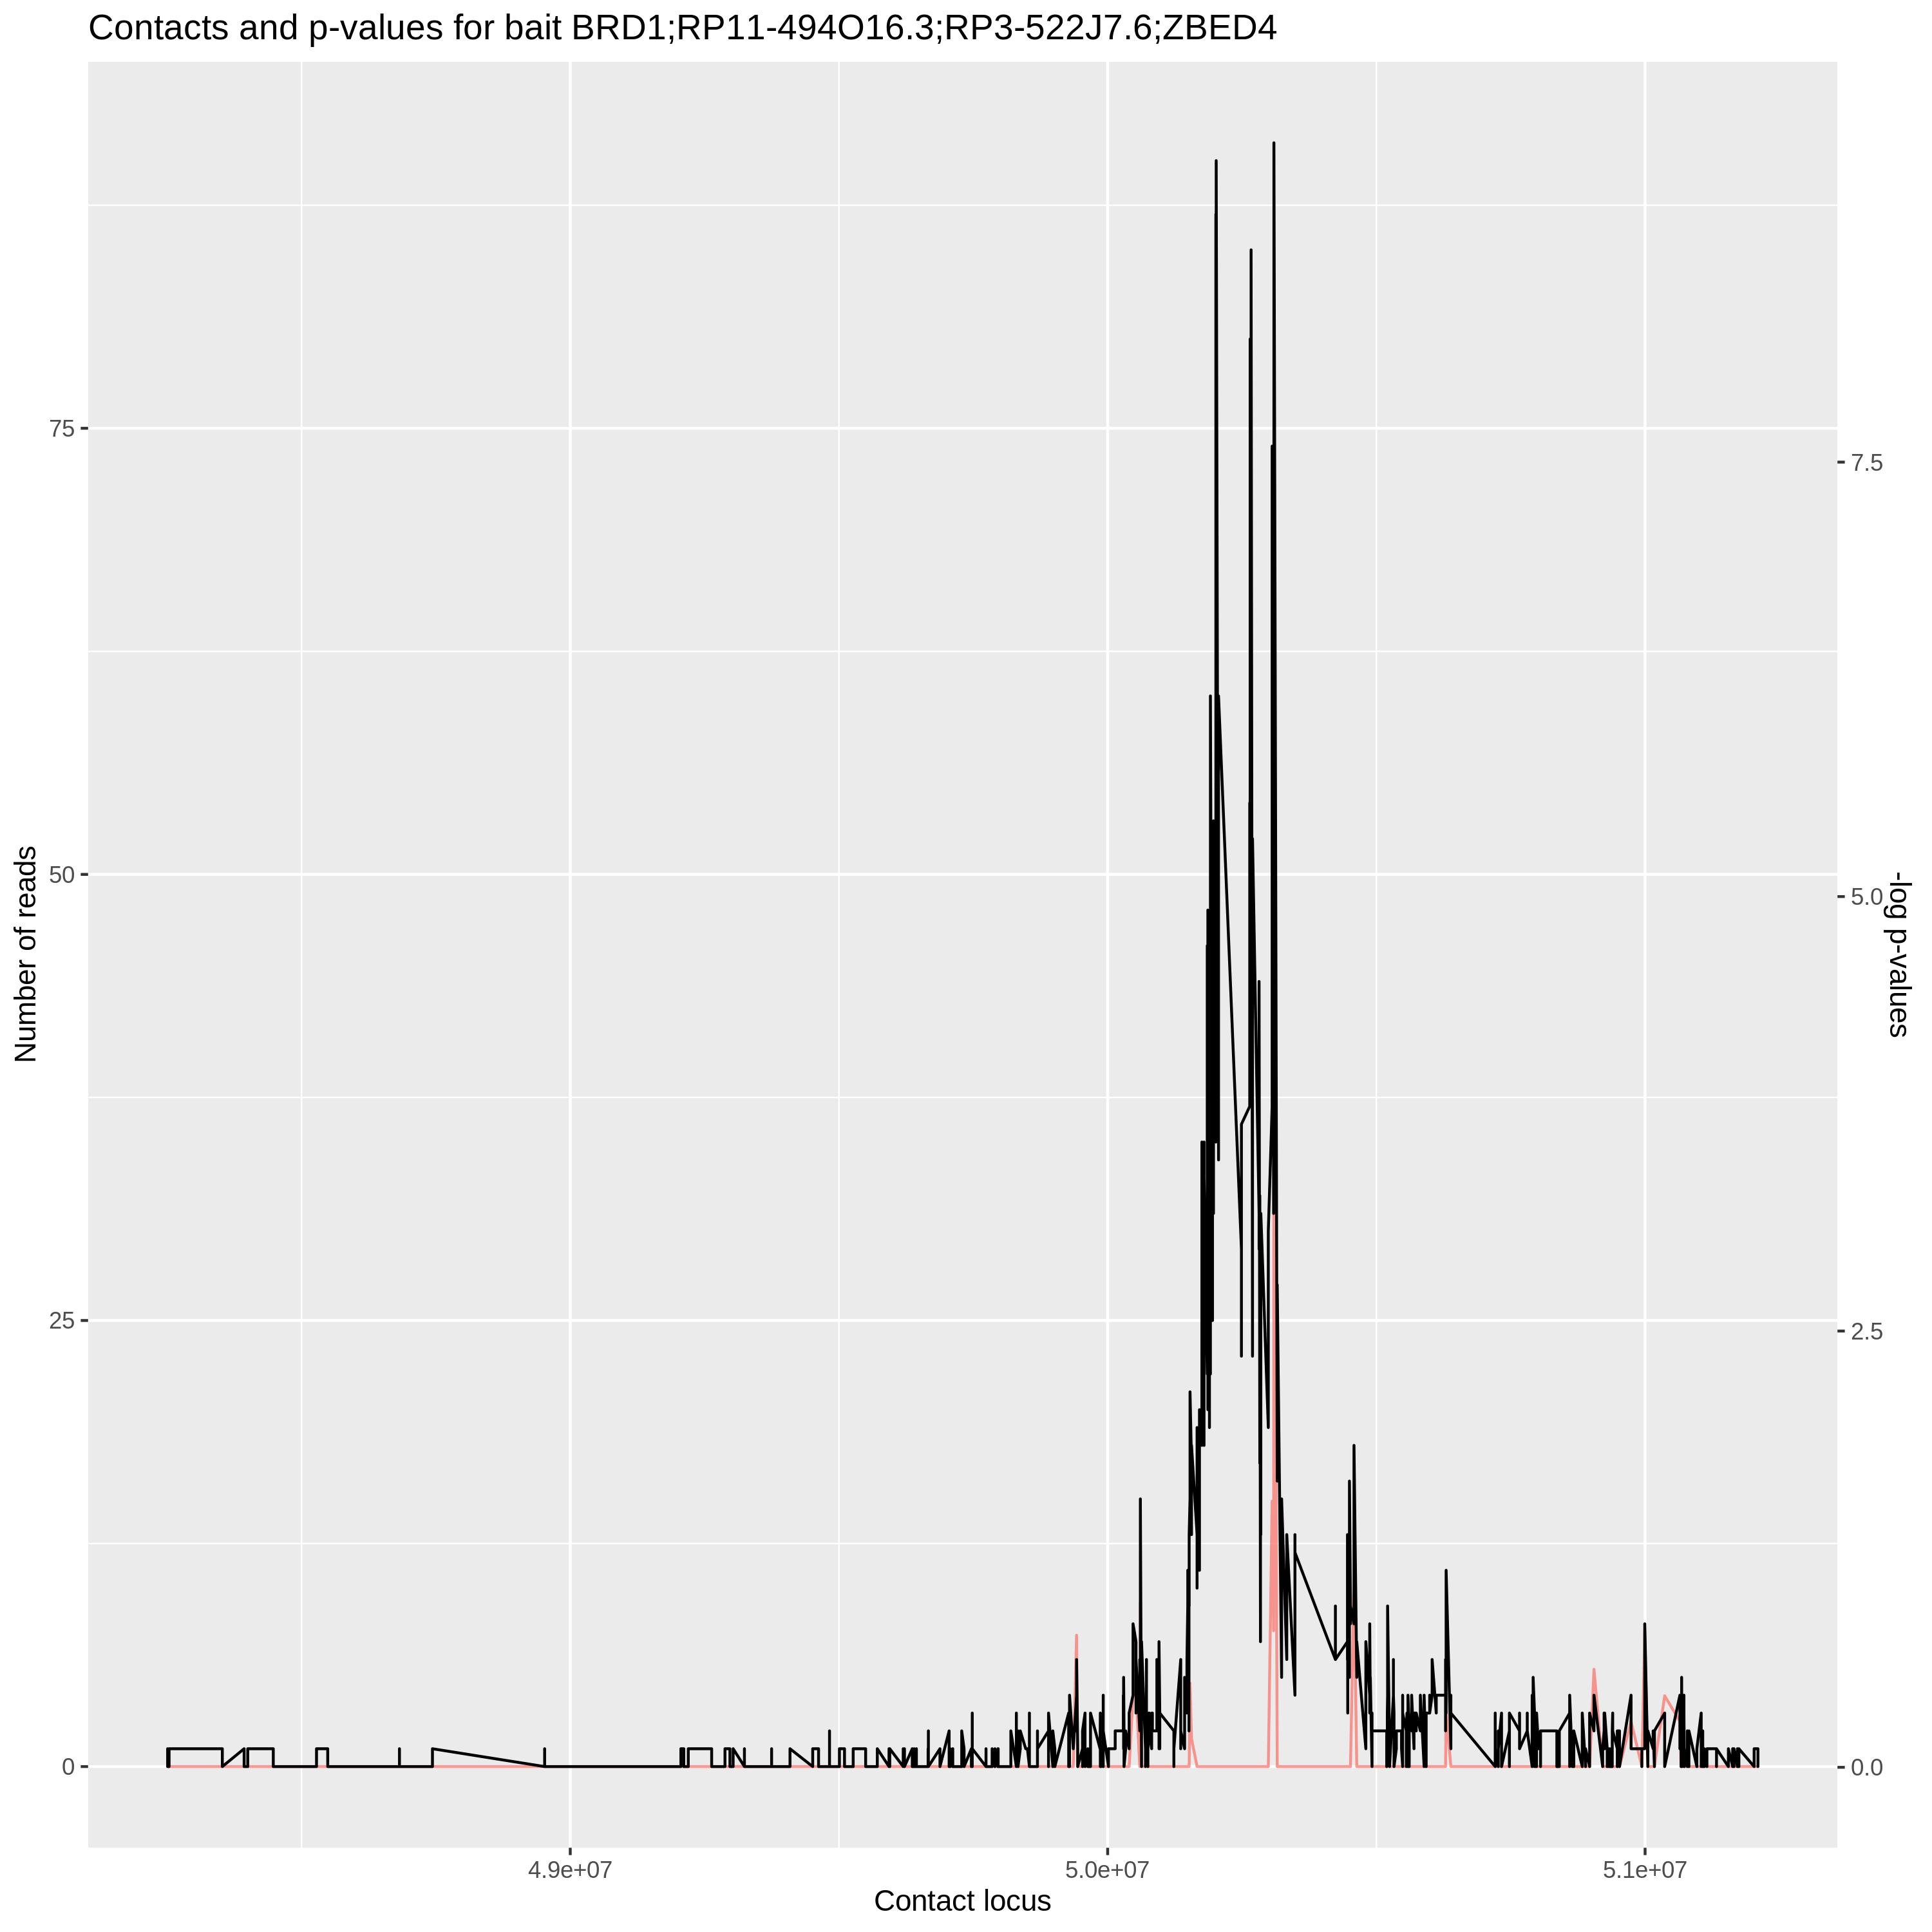 Contacts and p-values for bait BRD1;RP11-494O16.3;RP3-522J7.6;ZBED4
75
50
25
0
Number of reads
7.5
5.0
2.5
0.0
-log p-values
4.9e+07
5.0e+07
5.1e+07
Contact locus